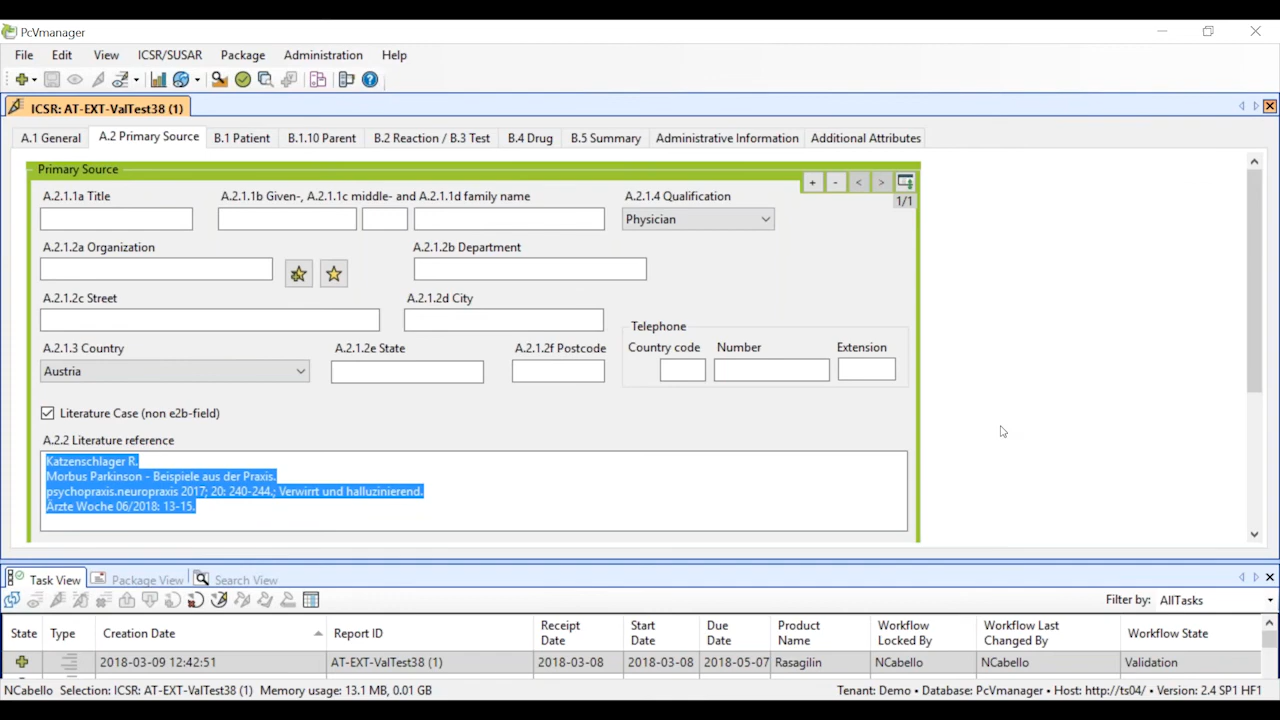 PcVmanager
File Edit View ICSR/SUSAR Package Administration Help
ICSR: AT-EXT-ValTest38 (1)
A.1 General A.2 Primary Source B.1 Patient B.1.10 Parent B.2 Reaction / B.3 Test B.4 Drug B.5 Summary Administrative Information Additional Attributes
Primary Source
+ - < >
1/1
A.2.1.1a Title A.2.1.1b Given-, A.2.1.1c middle- and A.2.1.1d family name A.2.1.4 Qualification
Physician
A.2.1.2a Organization A.2.1.2b Department
A.2.1.2c Street A.2.1.2d City
Telephone
A.2.1.3 Country A.2.1.2e State A.2.1.2f Postcode Country code Number Extension
Austria
Literature Case (non e2b-field)
A.2.2 Literature reference
Katzenschlager R.
Morbus Parkinson - Beispiele aus der Praxis.
psychopraxis.neuropraxis 2017; 20: 240-244.; Verwirrt und halluzinierend.
Ärzte Woche 06/2018: 13-15.
Task View Package View Search View
Filter by: AllTasks
State Type Creation Date Report ID Receipt Date Start Date Due Date Product Name Workflow Locked By Workflow Last Changed By Workflow State
2018-03-09 12:42:51 AT-EXT-ValTest38 (1) 2018-03-08 2018-03-08 2018-05-07 Rasagilin NCabello NCabello Validation
NCabello Selection: ICSR: AT-EXT-ValTest38 (1) Memory usage: 13.1 MB, 0.01 GB Tenant: Demo • Database: PcVmanager • Host: http://ts04/ • Version: 2.4 SP1 HF1